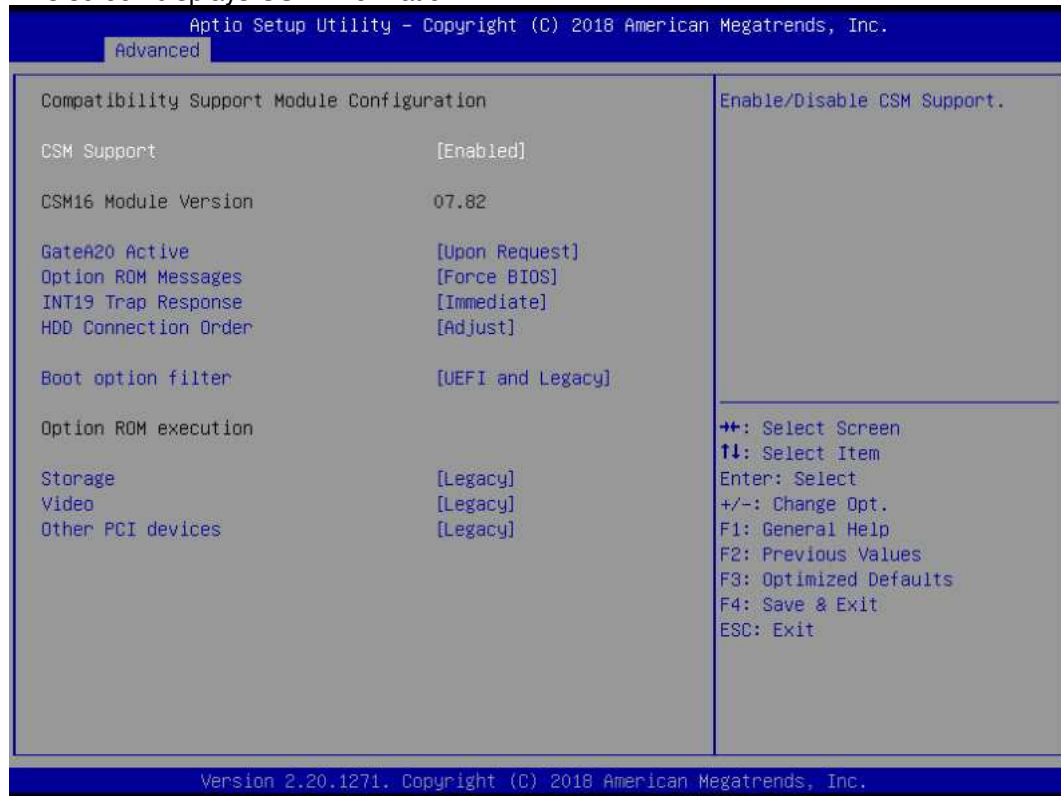 Aptio Setup Utility – Copyright (C) 2018 American Megatrends, Inc.
Advanced
Compatibility Support Module Configuration
CSM Support [Enabled]
CSM16 Module Version 07.82
GateA20 Active [Upon Request]
Option ROM Messages [Force BIOS]
INT19 Trap Response [Immediate]
HDD Connection Order [Adjust]
Boot option filter [UEFI and Legacy]
Option ROM execution
Storage [Legacy]
Video [Legacy]
Other PCI devices [Legacy]
Enable/Disable CSM Support.
→←: Select Screen
↑↓: Select Item
Enter: Select
+/-: Change Opt.
F1: General Help
F2: Previous Values
F3: Optimized Defaults
F4: Save & Exit
ESC: Exit
Version 2.20.1271. Copyright (C) 2018 American Megatrends, Inc.